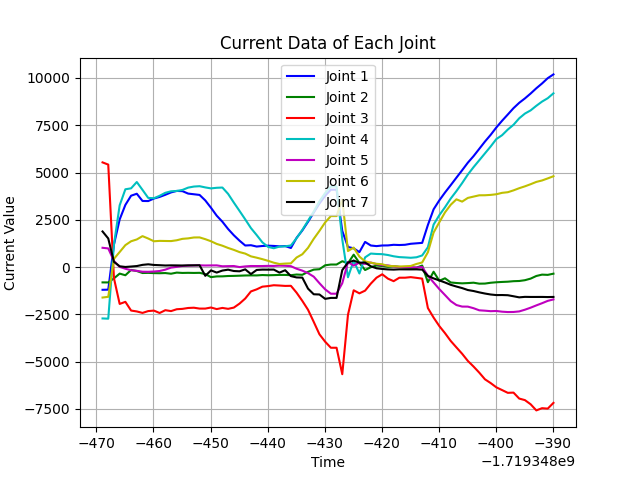 Current Data of Each Joint
Current Value
10000
7500
5000
2500
0
−2500
−5000
−7500
Joint 1
Joint 2
Joint 3
Joint 4
Joint 5
Joint 6
Joint 7
−470 −460 −450 −440 −430 −420 −410 −400 −390
Time
−1.719348e9